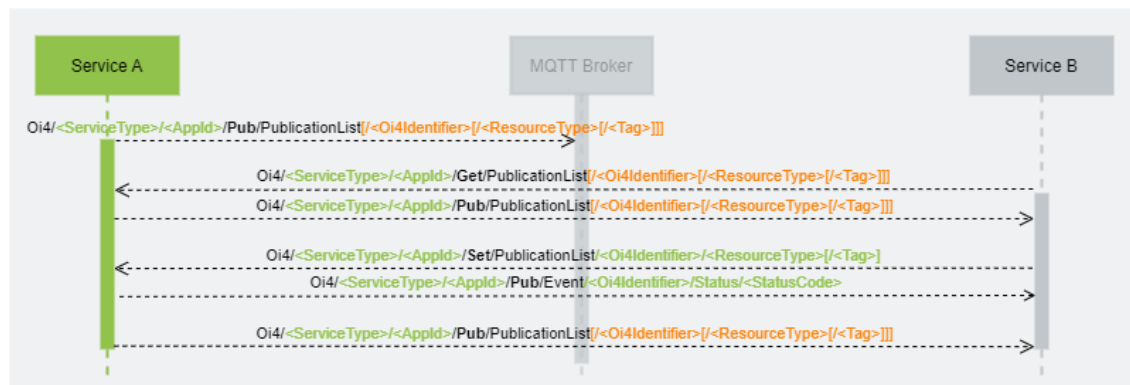 Service A
MQTT Broker
Service B
Oi4/<ServiceType>/<AppId>/Pub/PublicationList[/<Oi4Identifier>[/<ResourceType>[/<Tag>]]]
Oi4/<ServiceType>/<AppId>/Get/PublicationList[/<Oi4Identifier>[/<ResourceType>[/<Tag>]]]
Oi4/<ServiceType>/<AppId>/Pub/PublicationList[/<Oi4Identifier>[/<ResourceType>[/<Tag>]]]
Oi4/<ServiceType>/<AppId>/Set/PublicationList/<Oi4Identifier>/<ResourceType>[/<Tag>]
Oi4/<ServiceType>/<AppId>/Pub/Event/<Oi4Identifier>/Status/<StatusCode>
Oi4/<ServiceType>/<AppId>/Pub/PublicationList[/<Oi4Identifier>[/<ResourceType>[/<Tag>]]]